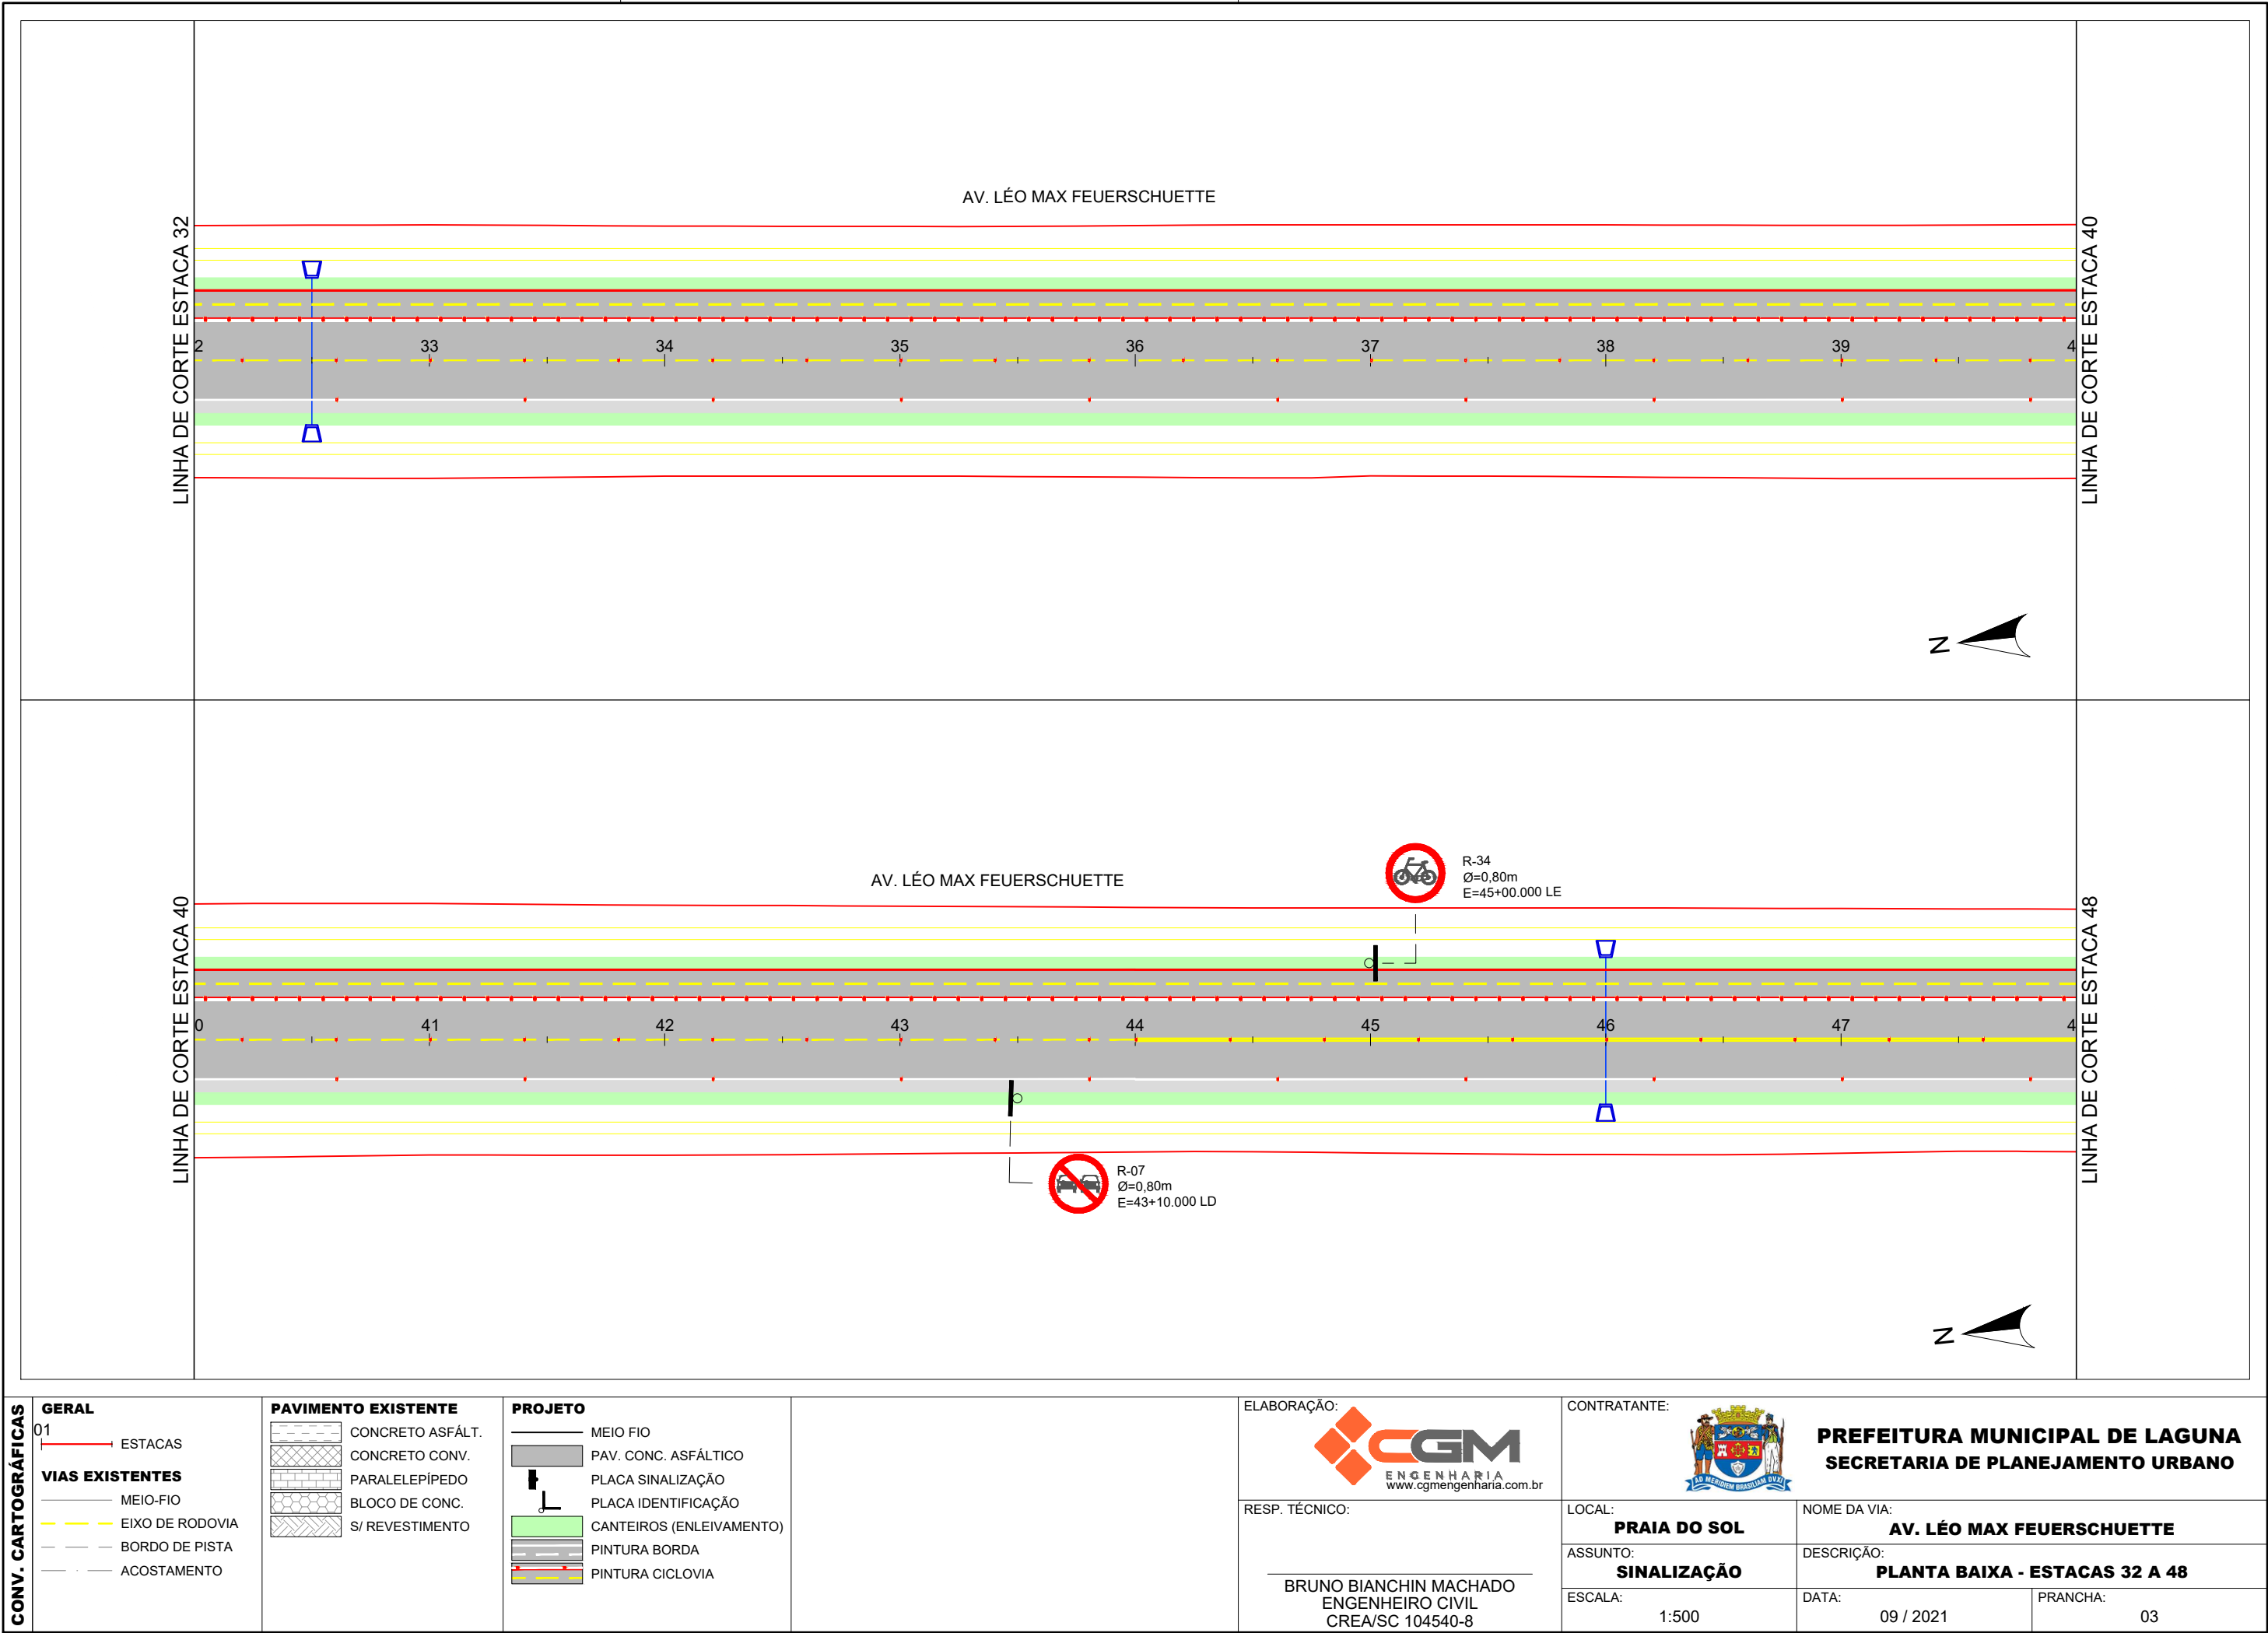 AV. LÉO MAX FEUERSCHUETTE
LINHA DE CORTE ESTACA 32
2
33
34
35
36
37
38
39
4
LINHA DE CORTE ESTACA 40
N
AV. LÉO MAX FEUERSCHUETTE
R-34
Ø=0,80m
E=45+00.000 LE
LINHA DE CORTE ESTACA 40
0
41
42
43
44
45
46
47
4
LINHA DE CORTE ESTACA 48
R-07
Ø=0,80m
E=43+10.000 LD
N
CONV. CARTOGRÁFICAS
GERAL
01
ESTACAS
VIAS EXISTENTES
MEIO-FIO
EIXO DE RODOVIA
BORDO DE PISTA
ACOSTAMENTO
PAVIMENTO EXISTENTE
CONCRETO ASFÁLT.
CONCRETO CONV.
PARALELEPÍPEDO
BLOCO DE CONC.
S/ REVESTIMENTO
PROJETO
MEIO FIO
PAV. CONC. ASFÁLTICO
PLACA SINALIZAÇÃO
PLACA IDENTIFICAÇÃO
CANTEIROS (ENLEIVAMENTO)
PINTURA BORDA
PINTURA CICLOVIA
ELABORAÇÃO:
CGM
ENGENHARIA
www.cgmengenharia.com.br
RESP. TÉCNICO:
BRUNO BIANCHIN MACHADO
ENGENHEIRO CIVIL
CREA/SC 104540-8
CONTRATANTE:
AD MERIDIEM BRASILIAM DVXI
PREFEITURA MUNICIPAL DE LAGUNA
SECRETARIA DE PLANEJAMENTO URBANO
LOCAL:
PRAIA DO SOL
NOME DA VIA:
AV. LÉO MAX FEUERSCHUETTE
ASSUNTO:
SINALIZAÇÃO
DESCRIÇÃO:
PLANTA BAIXA - ESTACAS 32 A 48
ESCALA:
1:500
DATA:
09 / 2021
PRANCHA:
03